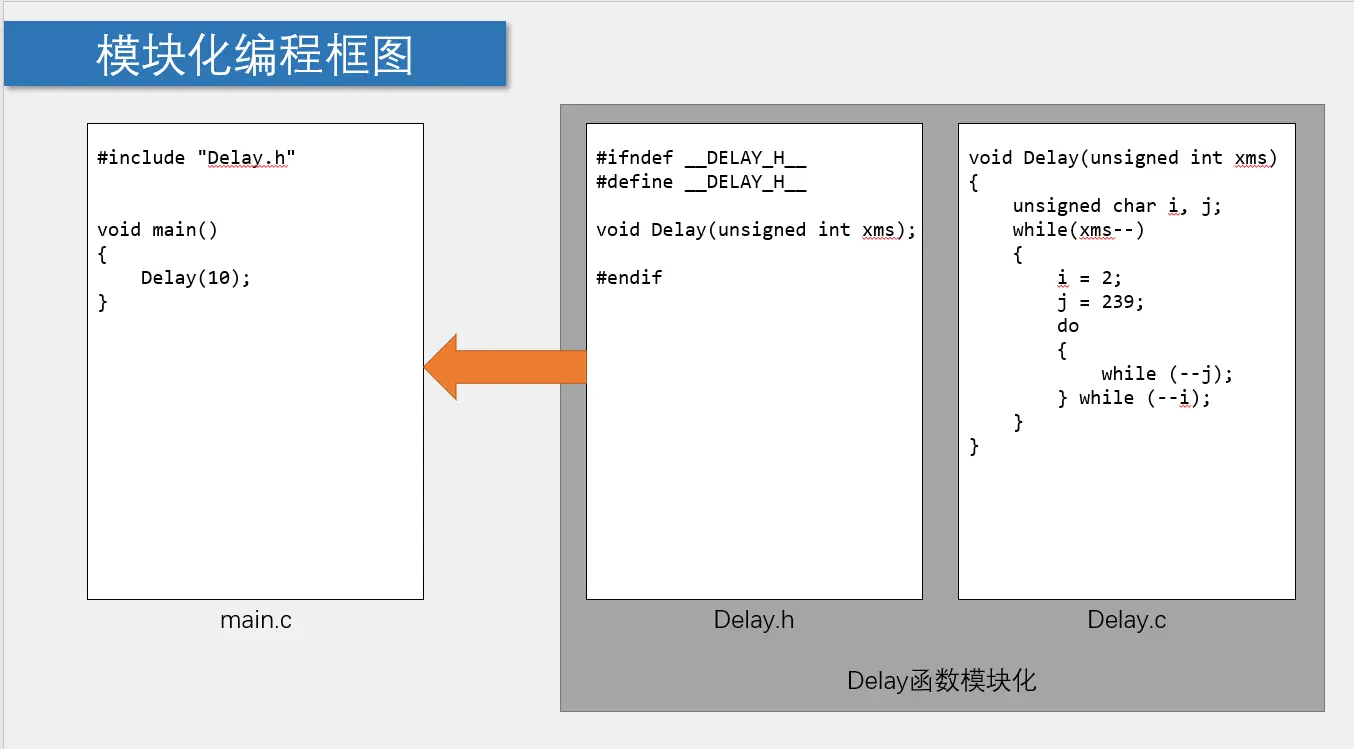 模块化编程框图
#include "Delay.h"
void main()
{
    Delay(10);
}
main.c
#ifndef __DELAY_H__
#define __DELAY_H__
void Delay(unsigned int xms);
#endif
Delay.h
void Delay(unsigned int xms)
{
    unsigned char i, j;
    while(xms--)
    {
        i = 2;
        j = 239;
        do
        {
            while (--j);
        } while (--i);
    }
}
Delay.c
Delay函数模块化